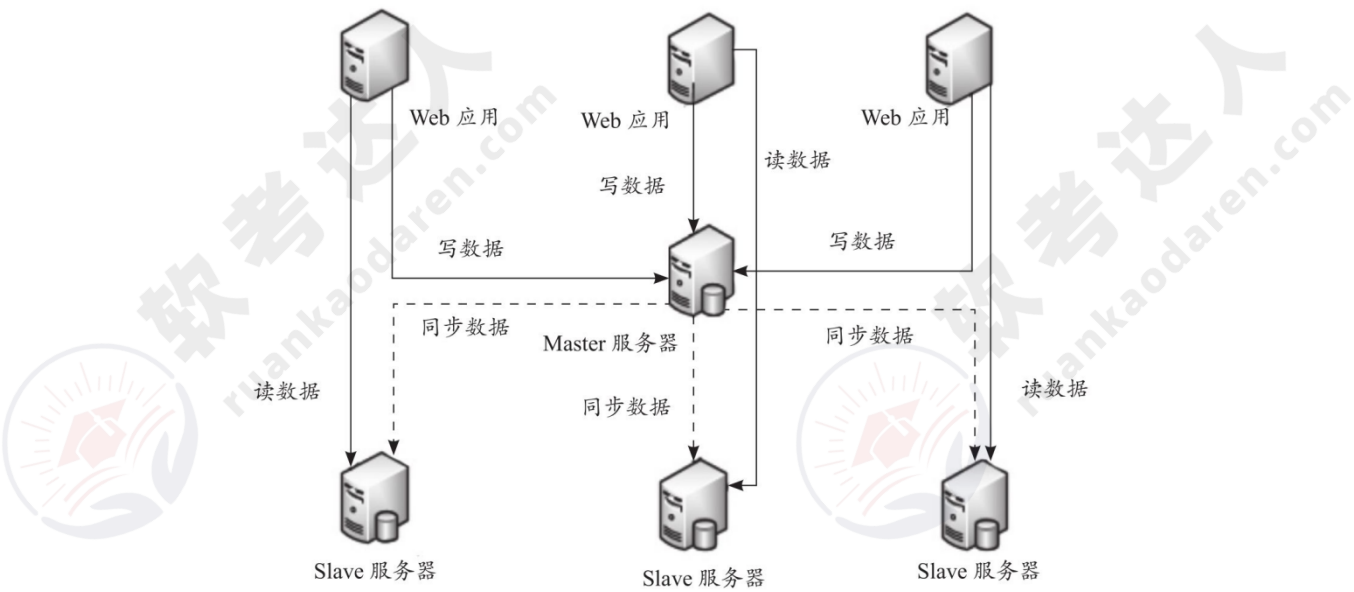 Web 应用
Web 应用
Web 应用
读数据
写数据
写数据
写数据
同步数据
Master 服务器
同步数据
读数据
同步数据
读数据
Slave 服务器
Slave 服务器
Slave 服务器
软考达人
ruankaodaren.com
软考达人
ruankaodaren.com